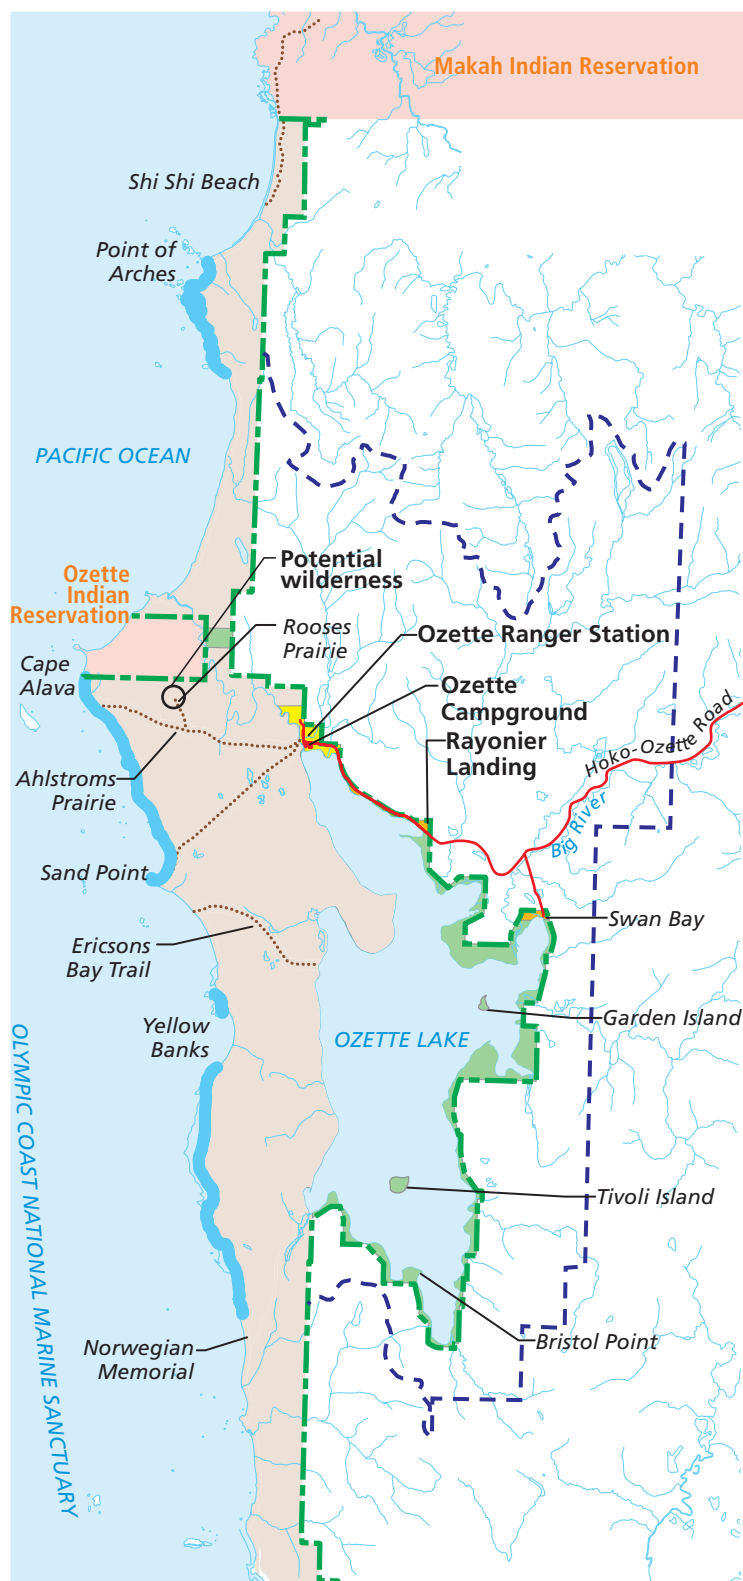 Makah Indian Reservation
Shi Shi Beach
Point of
Arches
PACIFIC OCEAN
Potential
wilderness
Ozette
Indian
Reservation
Rooses
Prairie
Ozette Ranger Station
Cape
Alava
Ozette
Campground
Rayonier
Landing
Hoko-Ozette Road
Big River
Ahlstroms
Prairie
Sand Point
Swan Bay
Ericsons
Bay Trail
Garden Island
Yellow
Banks
OZETTE LAKE
OLYMPIC COAST NATIONAL MARINE SANCTUARY
Tivoli Island
Bristol Point
Norwegian
Memorial